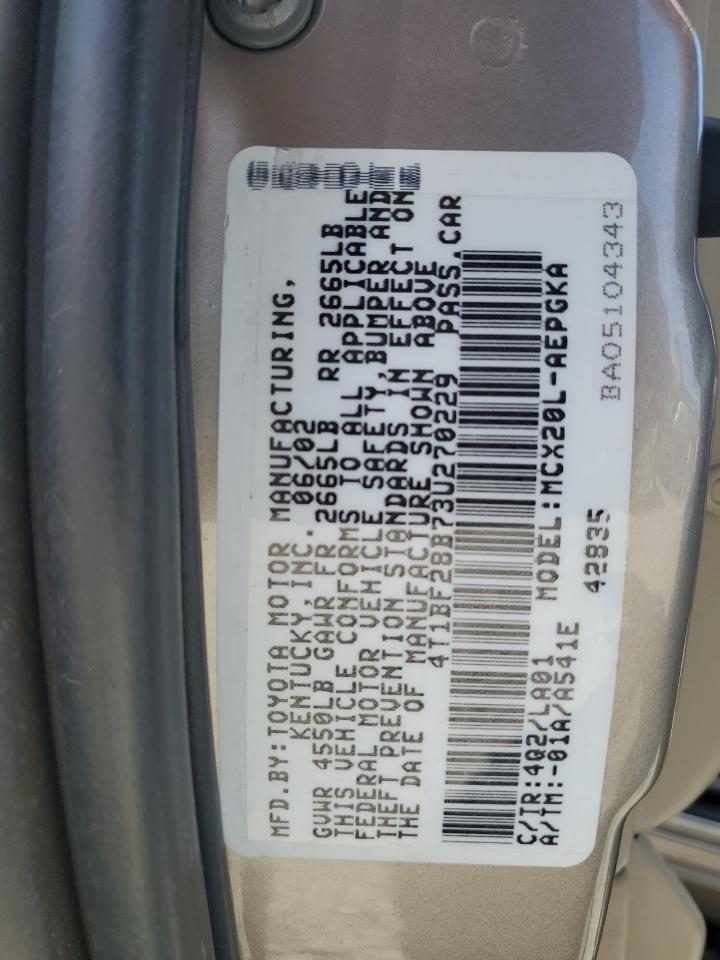 MFD. BY: TOYOTA MOTOR MANUFACTURING,
KENTUCKY, INC. 06/02
GVWR 4550LB GAWR FR 2665LB RR 2665LB
THIS VEHICLE CONFORMS TO ALL APPLICABLE
FEDERAL MOTOR VEHICLE SAFETY, BUMPER AND
THEFT PREVENTION STANDARDS IN EFFECT ON
THE DATE OF MANUFACTURE SHOWN ABOVE
4T1BF28B73U270229 PASS.CAR
C/TR:4Q2/LA01 MODEL:MCX20L-AEPGKA
A/TM:-01A/A541E
42835
BA05104343